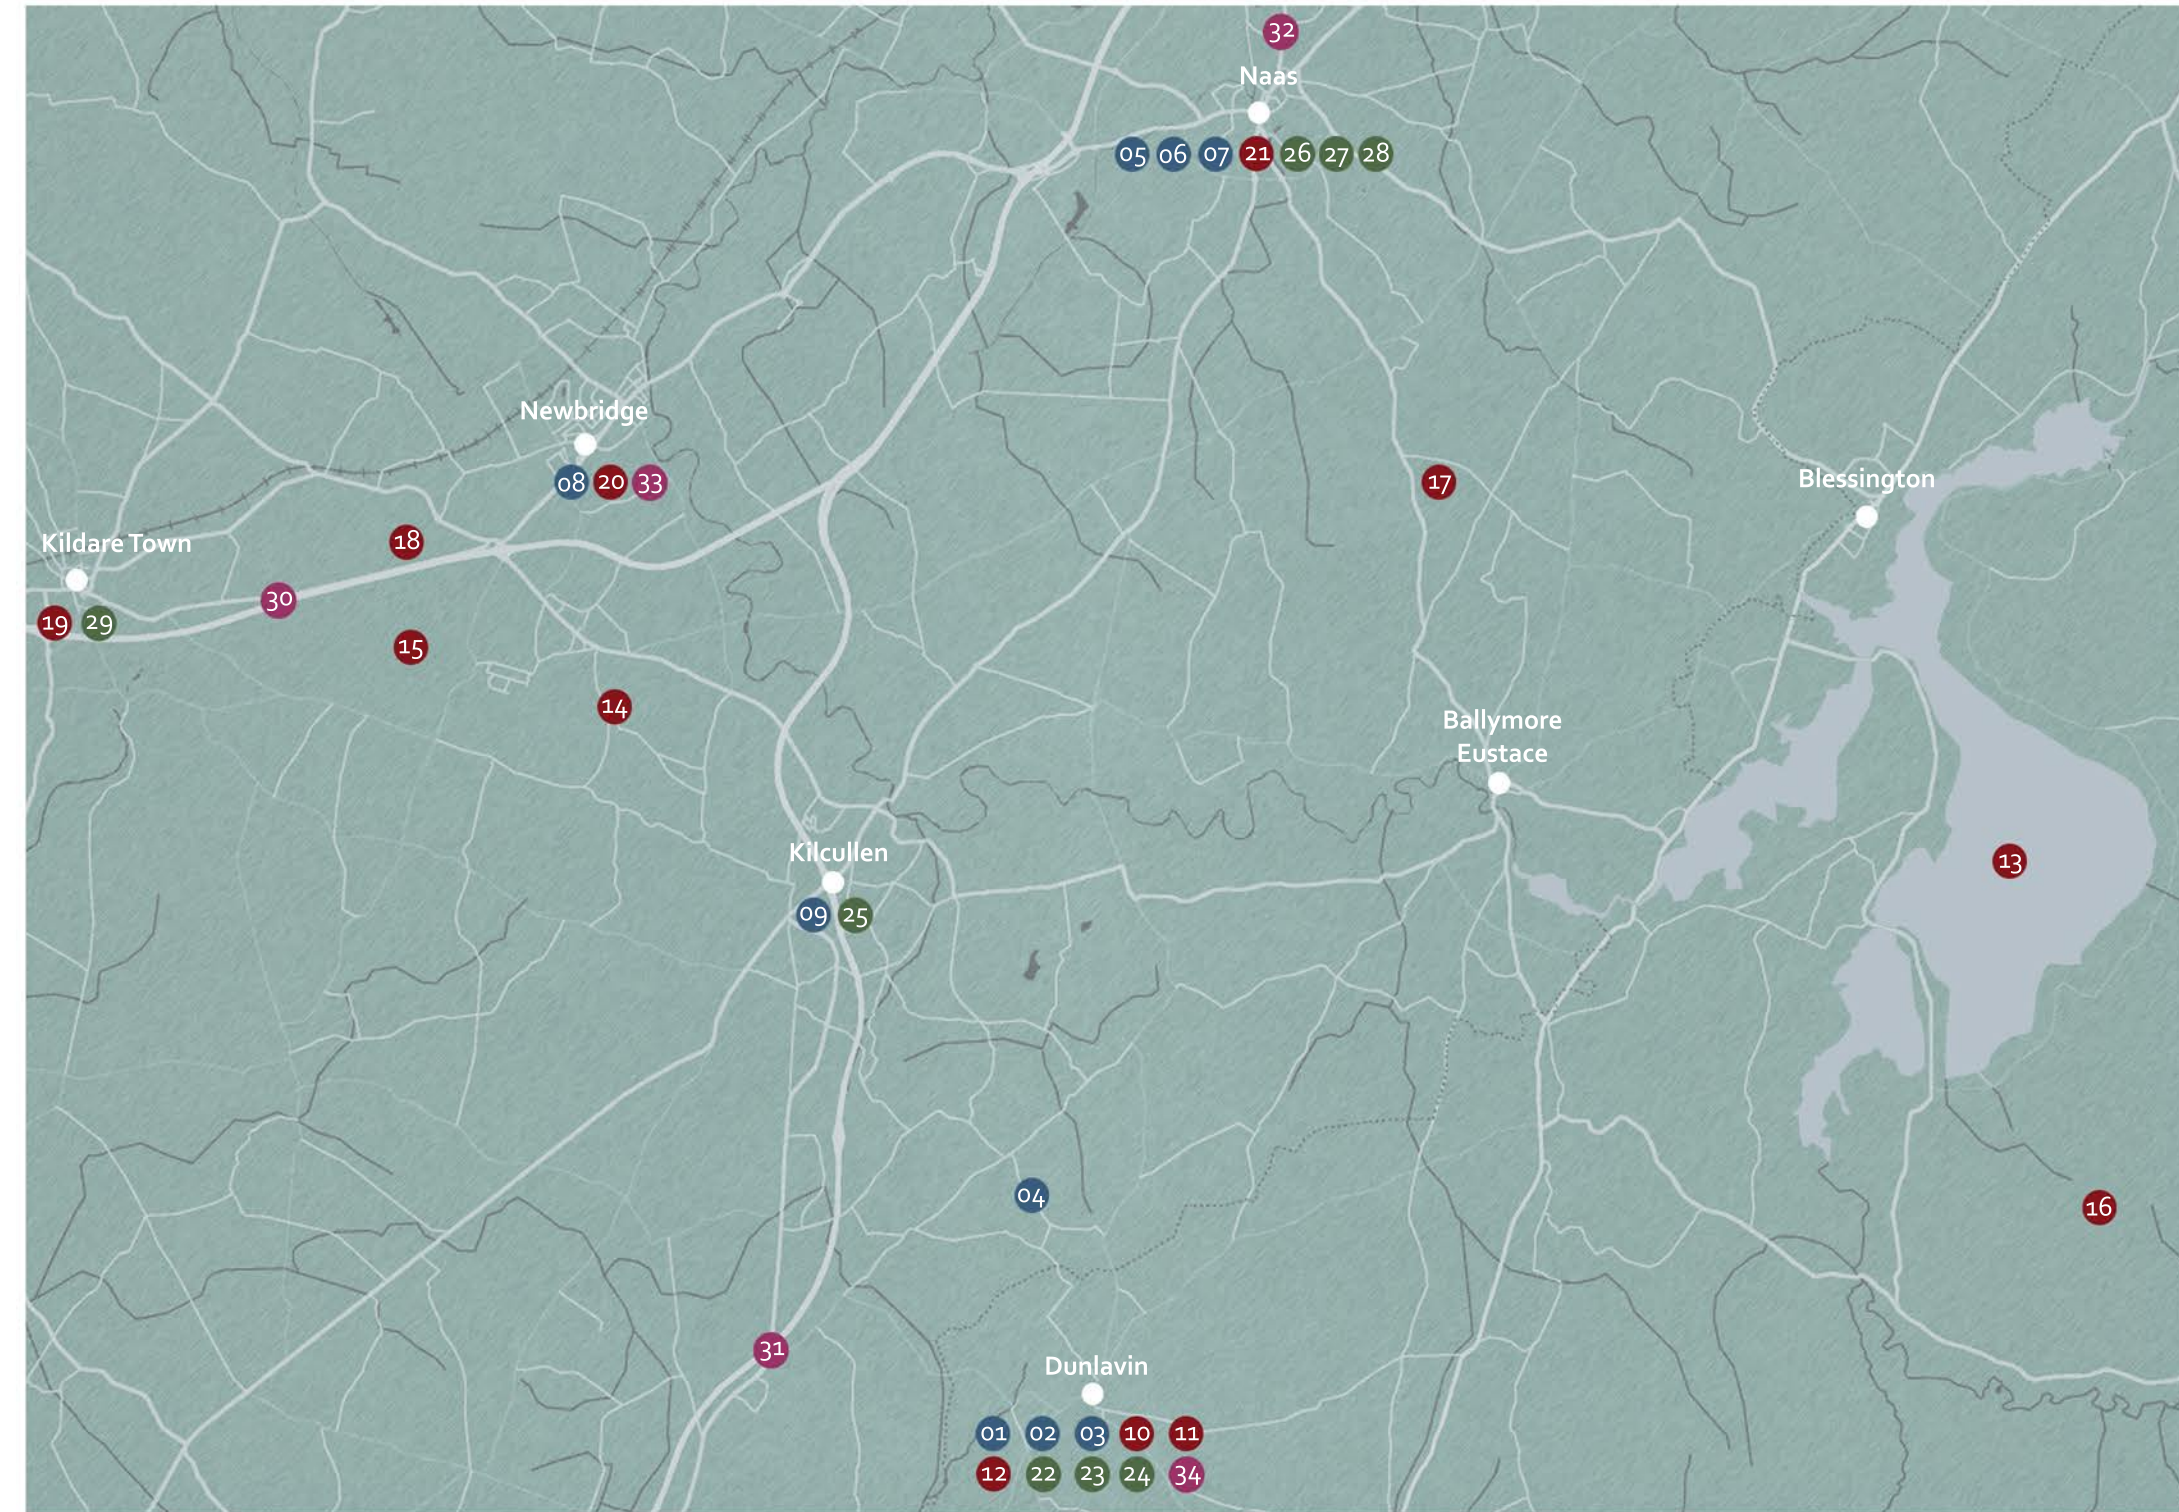 32
Naas
05 06 07 21 26 27 28
Newbridge
08 20 33
17
Blessington
18
Kildare Town
30
19 29
15
14
Ballymore
Eustace
13
Kilcullen
09 25
04
16
31
Dunlavin
01 02 03 10 11
12 22 23 24 34